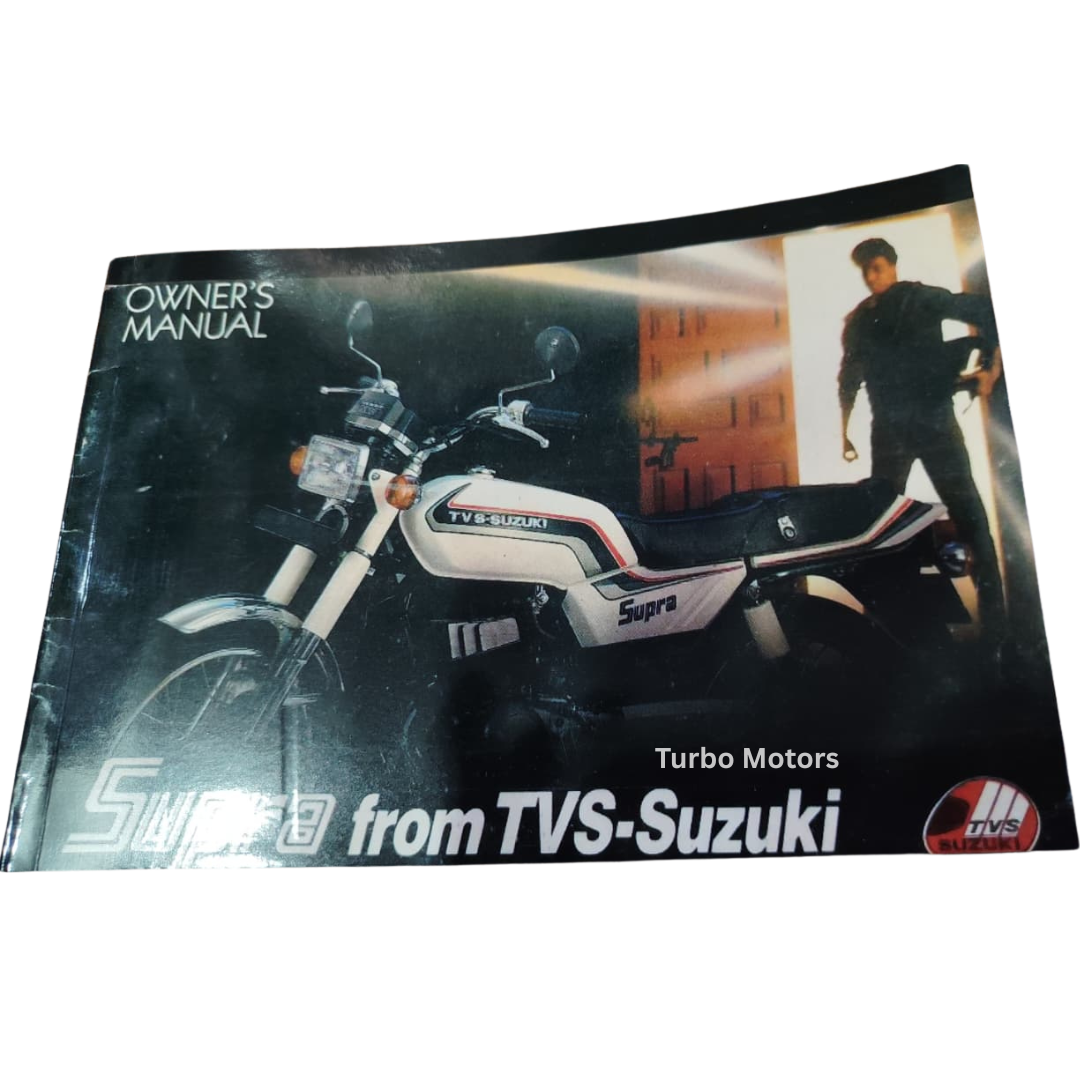 OWNER'S
MANUAL
TVS-SUZUKI
Supra
Turbo Motors
Supra from TVS-Suzuki
TVS
SUZUKI